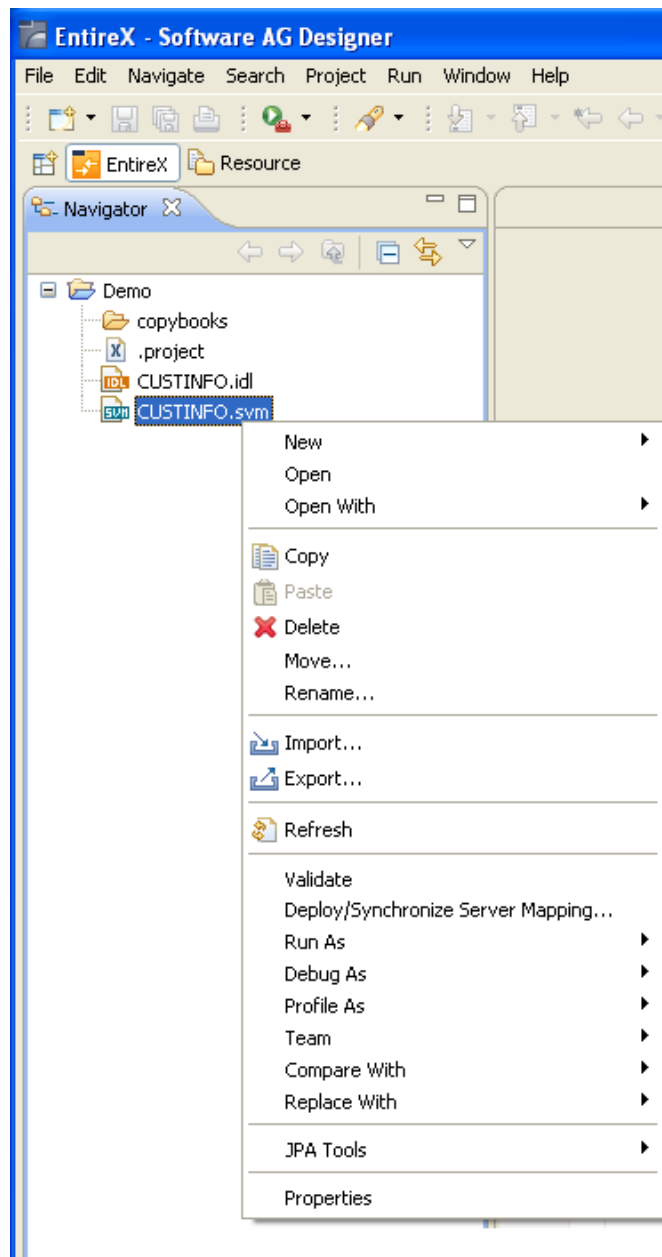 EntireX - Software AG Designer
File Edit Navigate Search Project Run Window Help
EntireX Resource
Navigator
Demo
copybooks
X .project
IDL CUSTINFO.idl
SVM CUSTINFO.svm
New
Open
Open With
Copy
Paste
Delete
Move...
Rename...
Import...
Export...
Refresh
Validate
Deploy/Synchronize Server Mapping...
Run As
Debug As
Profile As
Team
Compare With
Replace With
JPA Tools
Properties